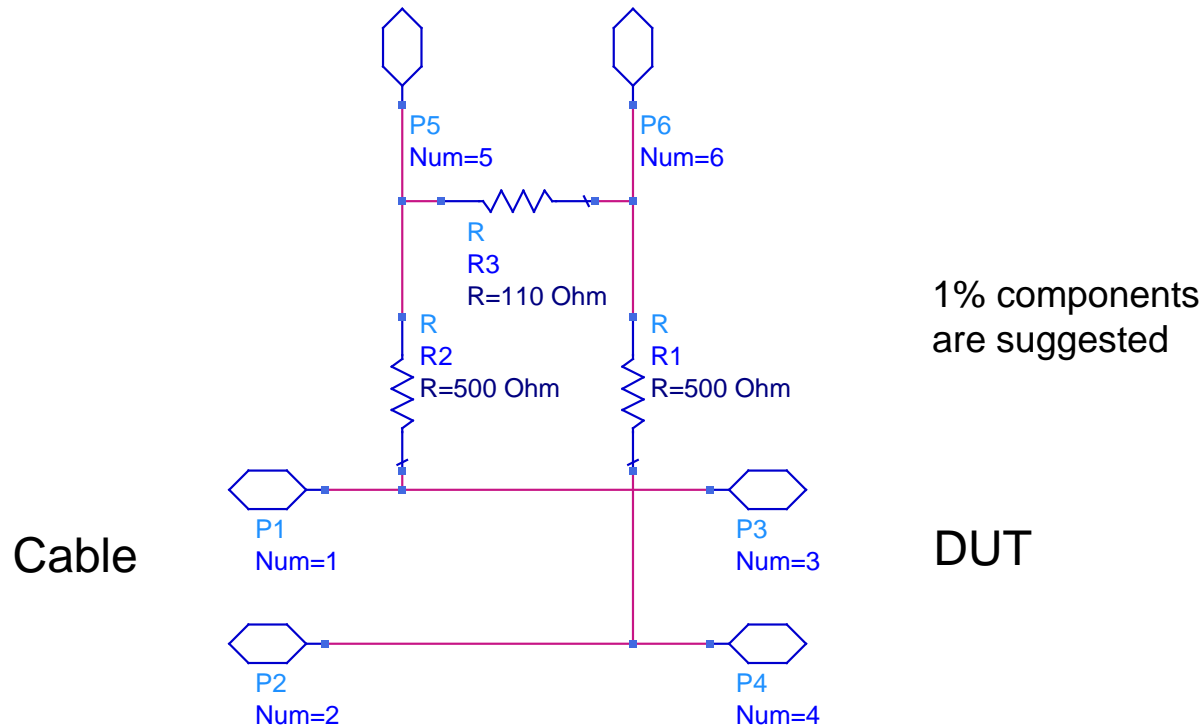 P5
Num=5
P6
Num=6
R
R3
R=110 Ohm
R
R2
R=500 Ohm
R
R1
R=500 Ohm
1% components
are suggested
P1
Num=1
P3
Num=3
Cable
DUT
P2
Num=2
P4
Num=4